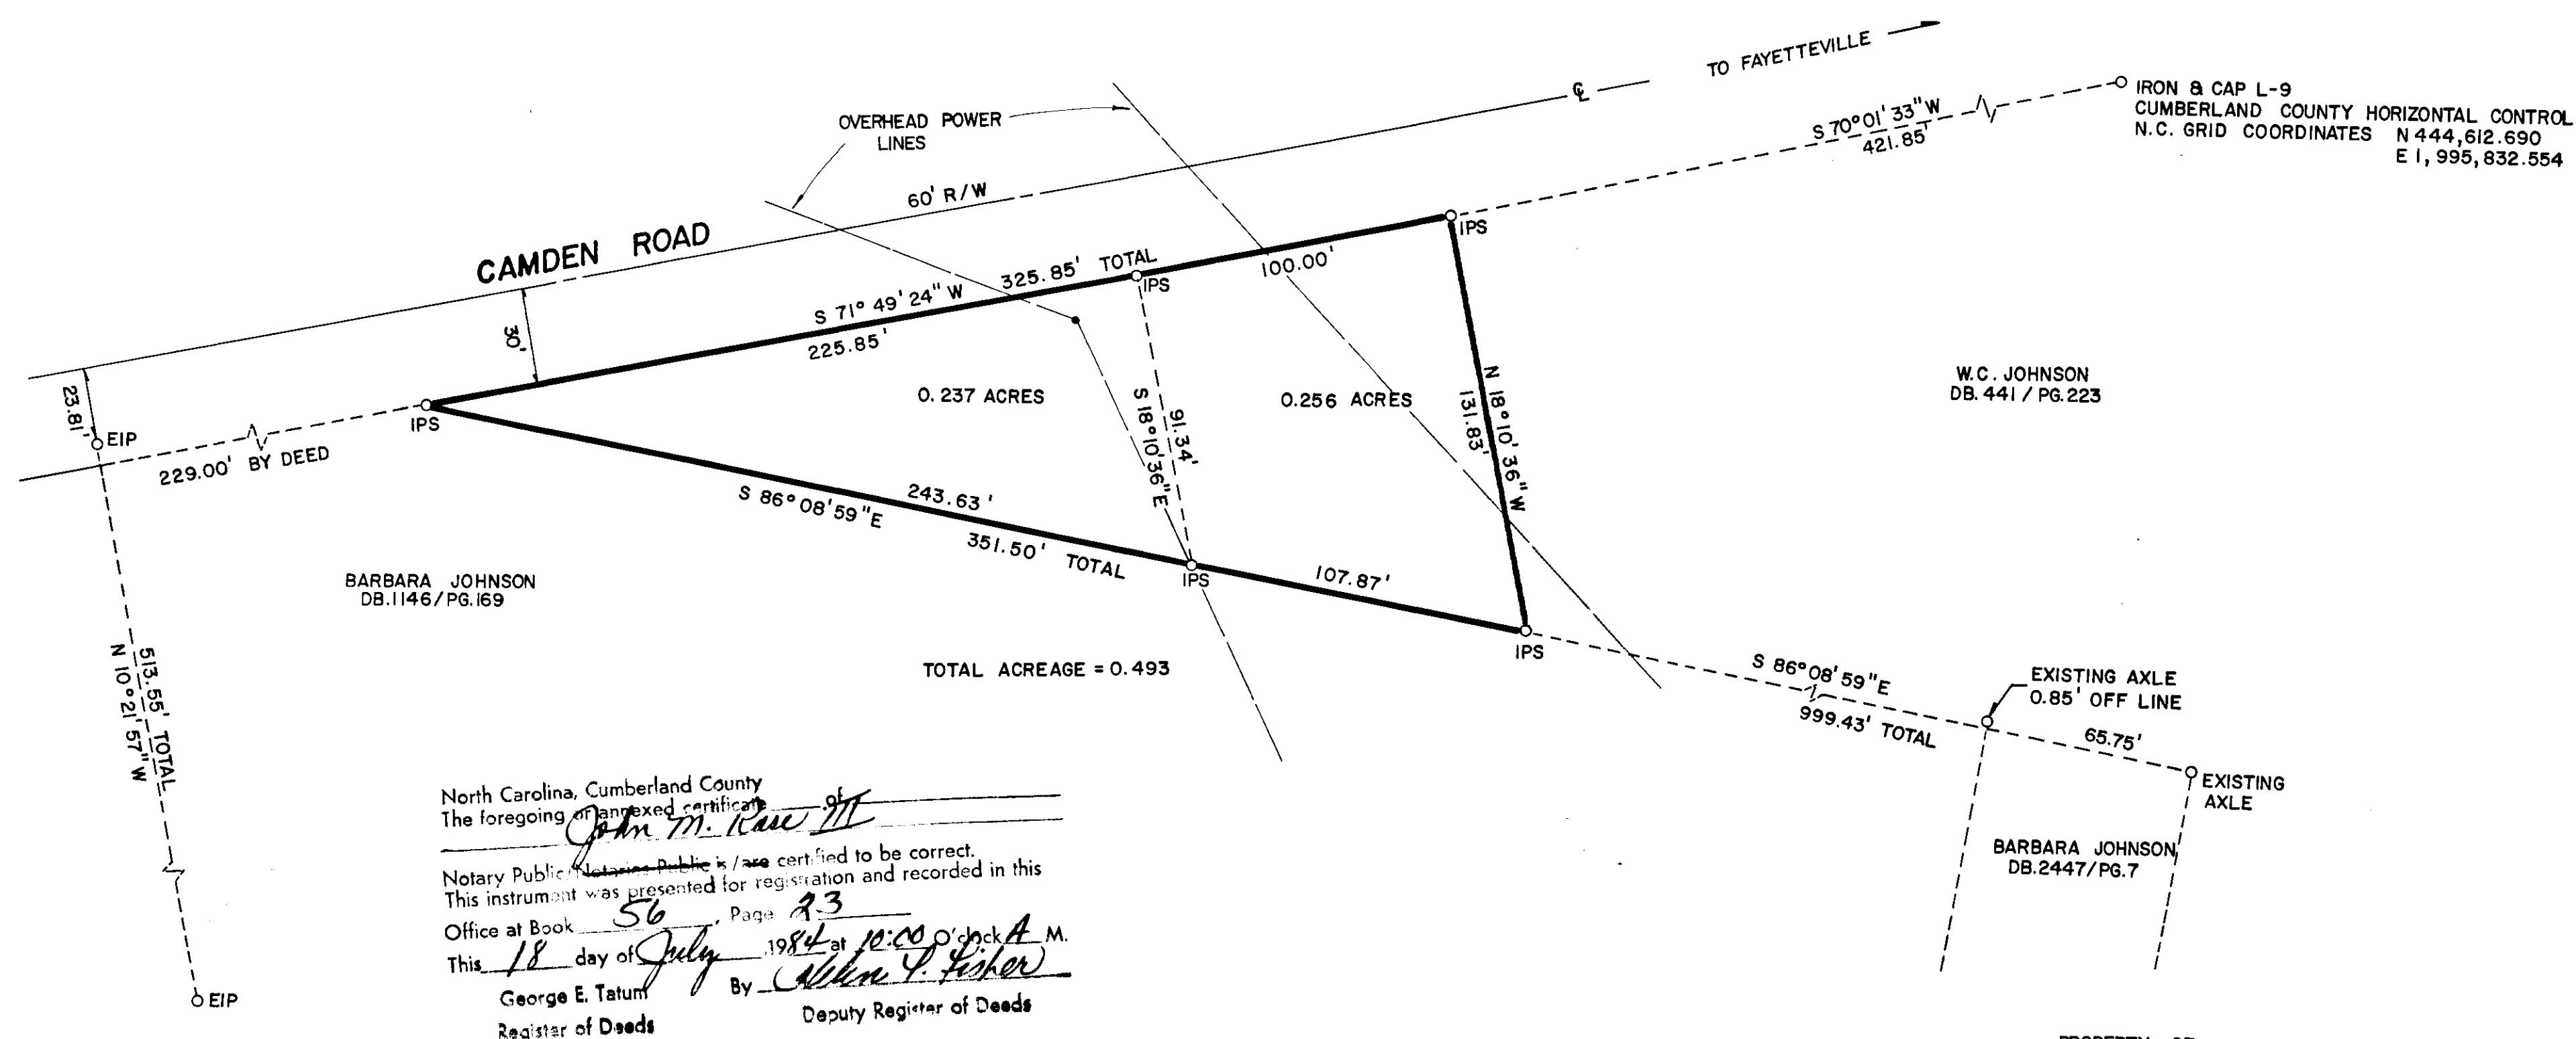 TO FAYETTEVILLE
℄
IRON & CAP L-9
CUMBERLAND COUNTY HORIZONTAL CONTROL
N.C. GRID COORDINATES N 444,612.690
E 1,995,832.554
S 70°01'33"W
421.85'
OVERHEAD POWER
LINES
60' R/W
CAMDEN ROAD
325.85' TOTAL
IPS
100.00'
IPS
S 71° 49' 24" W
225.85'
30'
23.81'
EIP
229.00' BY DEED
IPS
0.237 ACRES
S 18°10'36"E
91.34'
0.256 ACRES
N 18°10'36" W
131.83'
W.C. JOHNSON
DB. 441 / PG.223
S 86°08'59"E
243.63'
351.50' TOTAL
IPS
107.87'
IPS
BARBARA JOHNSON
DB.1146/PG.169
TOTAL ACREAGE = 0.493
513.55' TOTAL
N 10°21'57" W
EIP
S 86°08'59"E
999.43' TOTAL
EXISTING AXLE
0.85' OFF LINE
65.75'
EXISTING
AXLE
BARBARA JOHNSON
DB.2447/PG.7
North Carolina, Cumberland County
The foregoing or annexed certificate of
John M. Rase III
Notary Public/Notaries Public is/are certified to be correct.
This instrument was presented for registration and recorded in this
Office at Book 56, Page 23
This 18 day of July 1984 at 10:00 O'clock A M.
George E. Tatum By Helen L. Fisher
Register of Deeds Deputy Register of Deeds